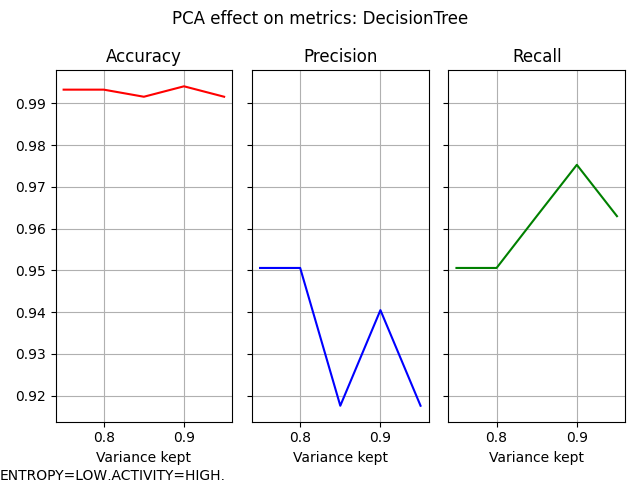 PCA effect on metrics: DecisionTree
Accuracy
Precision
Recall
0.99
0.98
0.97
0.96
0.95
0.94
0.93
0.92
0.8 0.9
0.8 0.9
0.8 0.9
Variance kept
Variance kept
Variance kept
ENTROPY=LOW.ACTIVITY=HIGH.